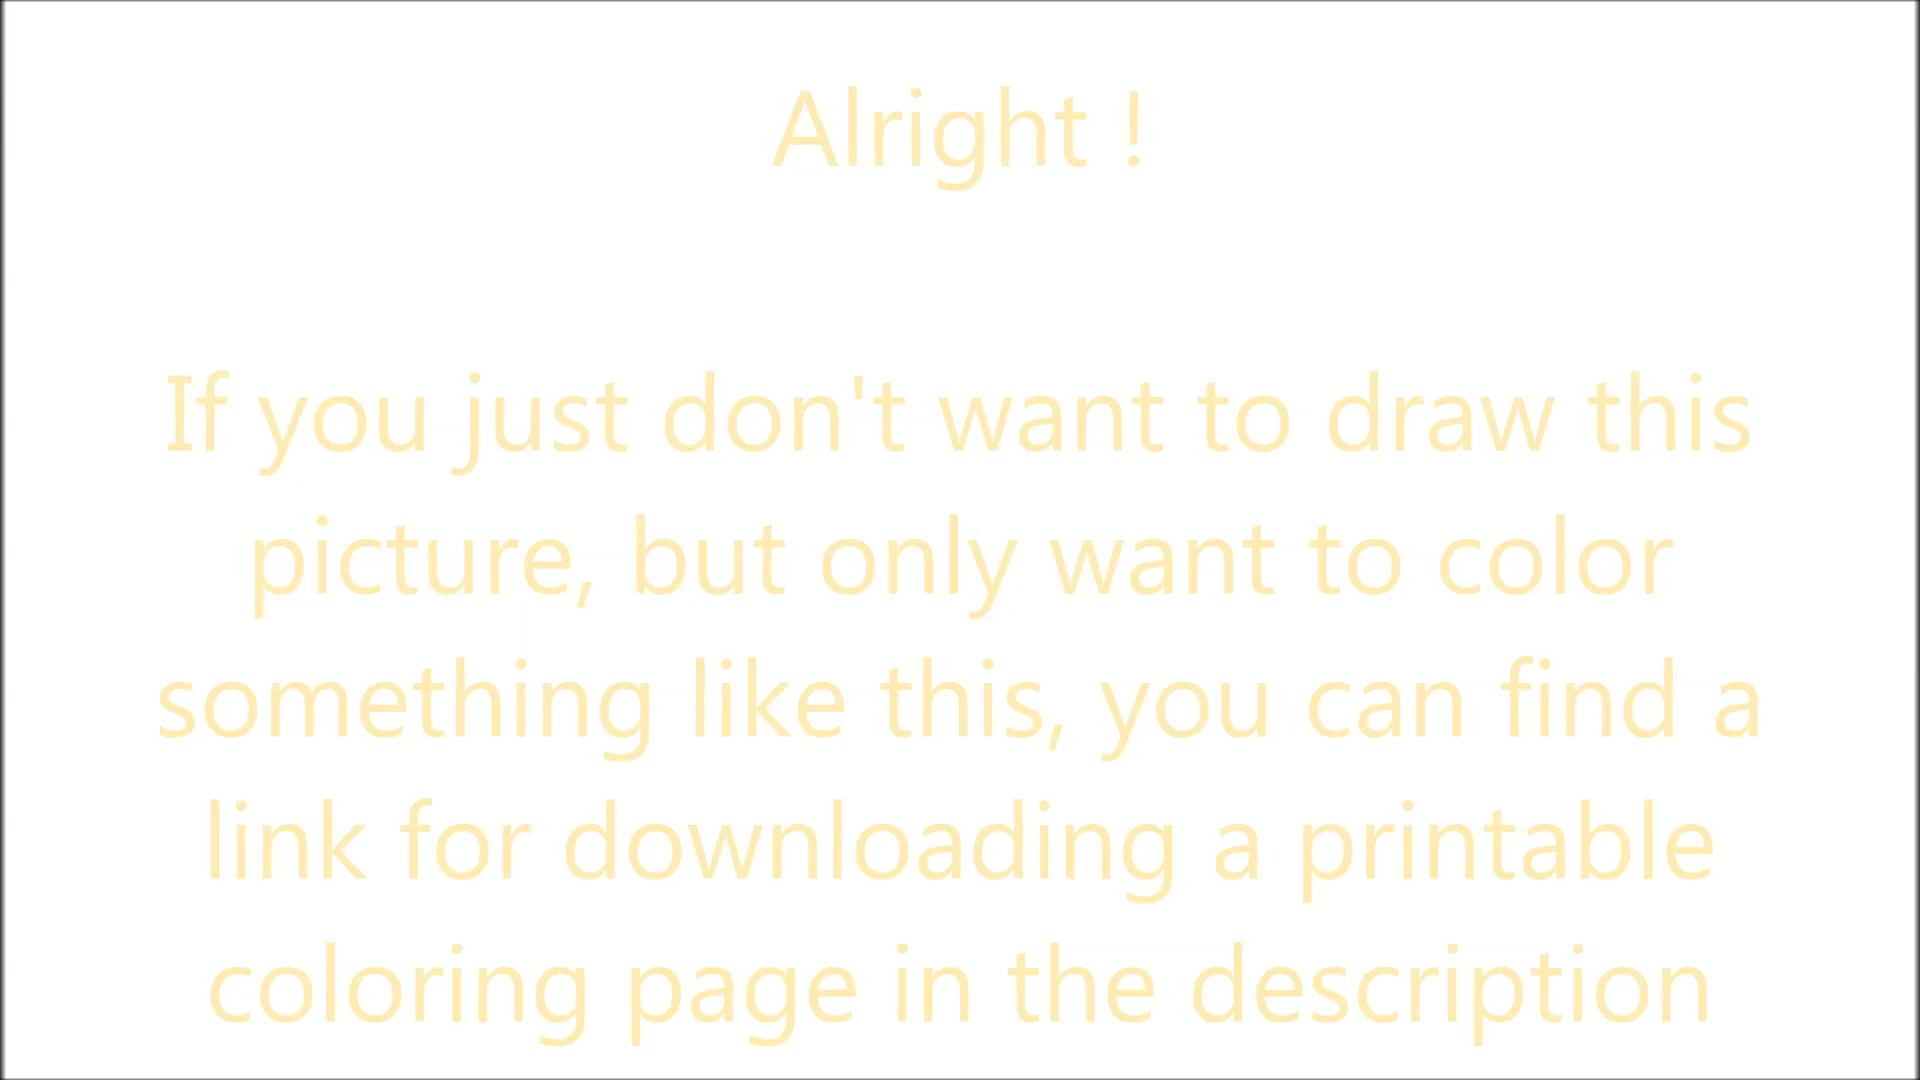 Alright !
If you just don't want to draw this
picture, but only want to color
something like this, you can find a
link for downloading a printable
coloring page in the description